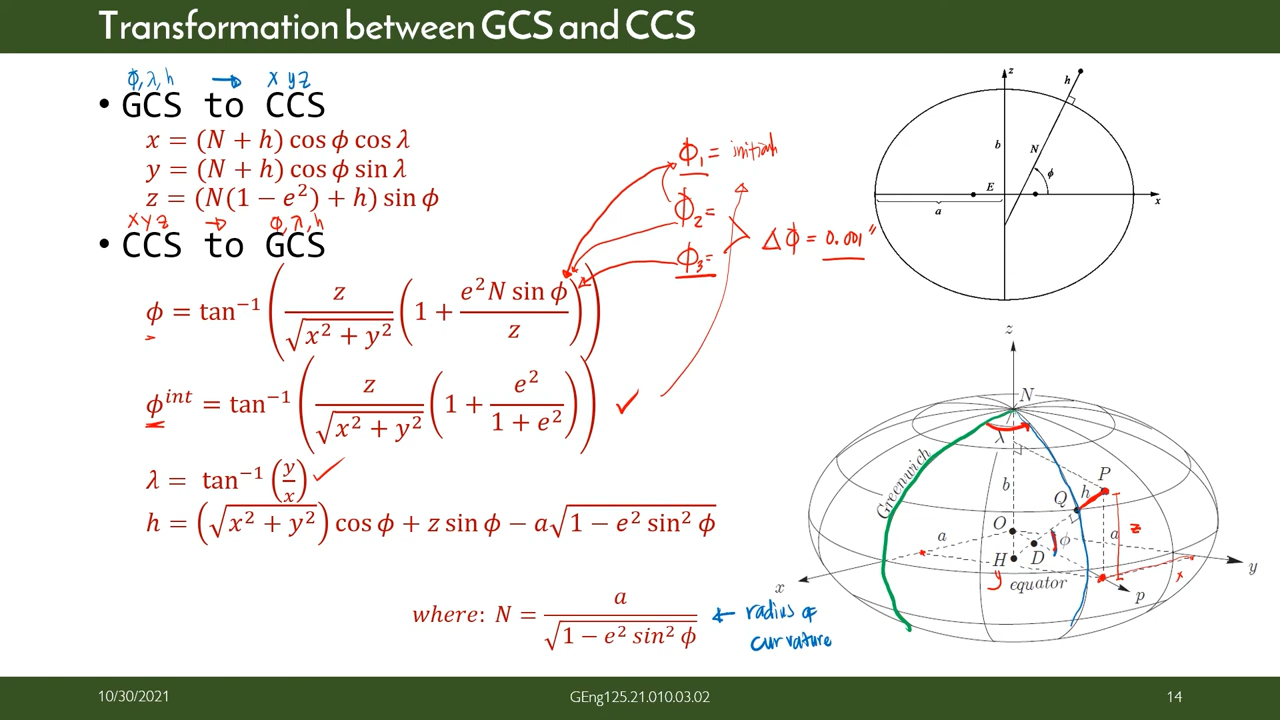 Transformation between GCS and CCS
ϕ, λ, h → x y z
• GCS to CCS
x = (N + h) cos ϕ cos λ
y = (N + h) cos ϕ sin λ
z = (N(1 − e²) + h) sin ϕ
x y z → ϕ, λ, h
• CCS to GCS
ϕ = tan⁻¹ ( z / √(x² + y²) ( 1 + e²N sin ϕ / z ) )
ϕ^int = tan⁻¹ ( z / √(x² + y²) ( 1 + e² / 1 + e² ) ) ✓
λ = tan⁻¹ (y/x) ✓
h = (√(x² + y²)) cos ϕ + z sin ϕ − a√(1 − e² sin² ϕ)
where: N = a / √(1 − e² sin² ϕ) ← radius of
curvature
ϕ₁ = initial
ϕ₂ =
ϕ₃ =
Δϕ = 0.001"
z
h
b
N
ϕ
E
x
a
z
N
λ
Greenwich
P
b
Q
h
z
O
a
ϕ
a
H
D
y
x
equator
x
p
y
10/30/2021
GEng125.21.010.03.02
14